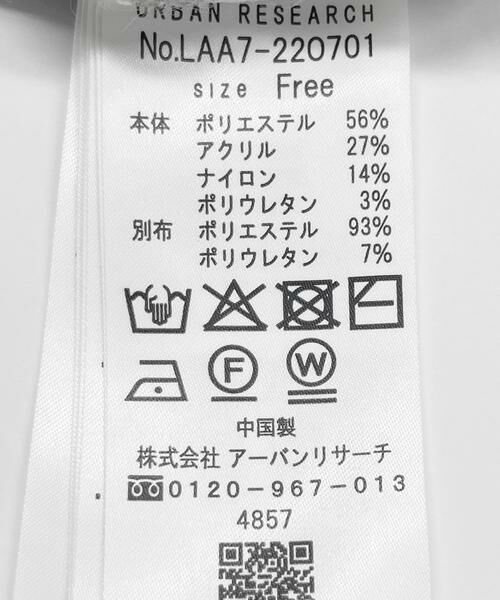 URBAN RESEARCH
No.LAA7-220701
size Free
本体 ポリエステル 56%
アクリル 27%
ナイロン 14%
ポリウレタン 3%
別布 ポリエステル 93%
ポリウレタン 7%
F W
中国製
株式会社 アーバンリサーチ
0120-967-013
4857